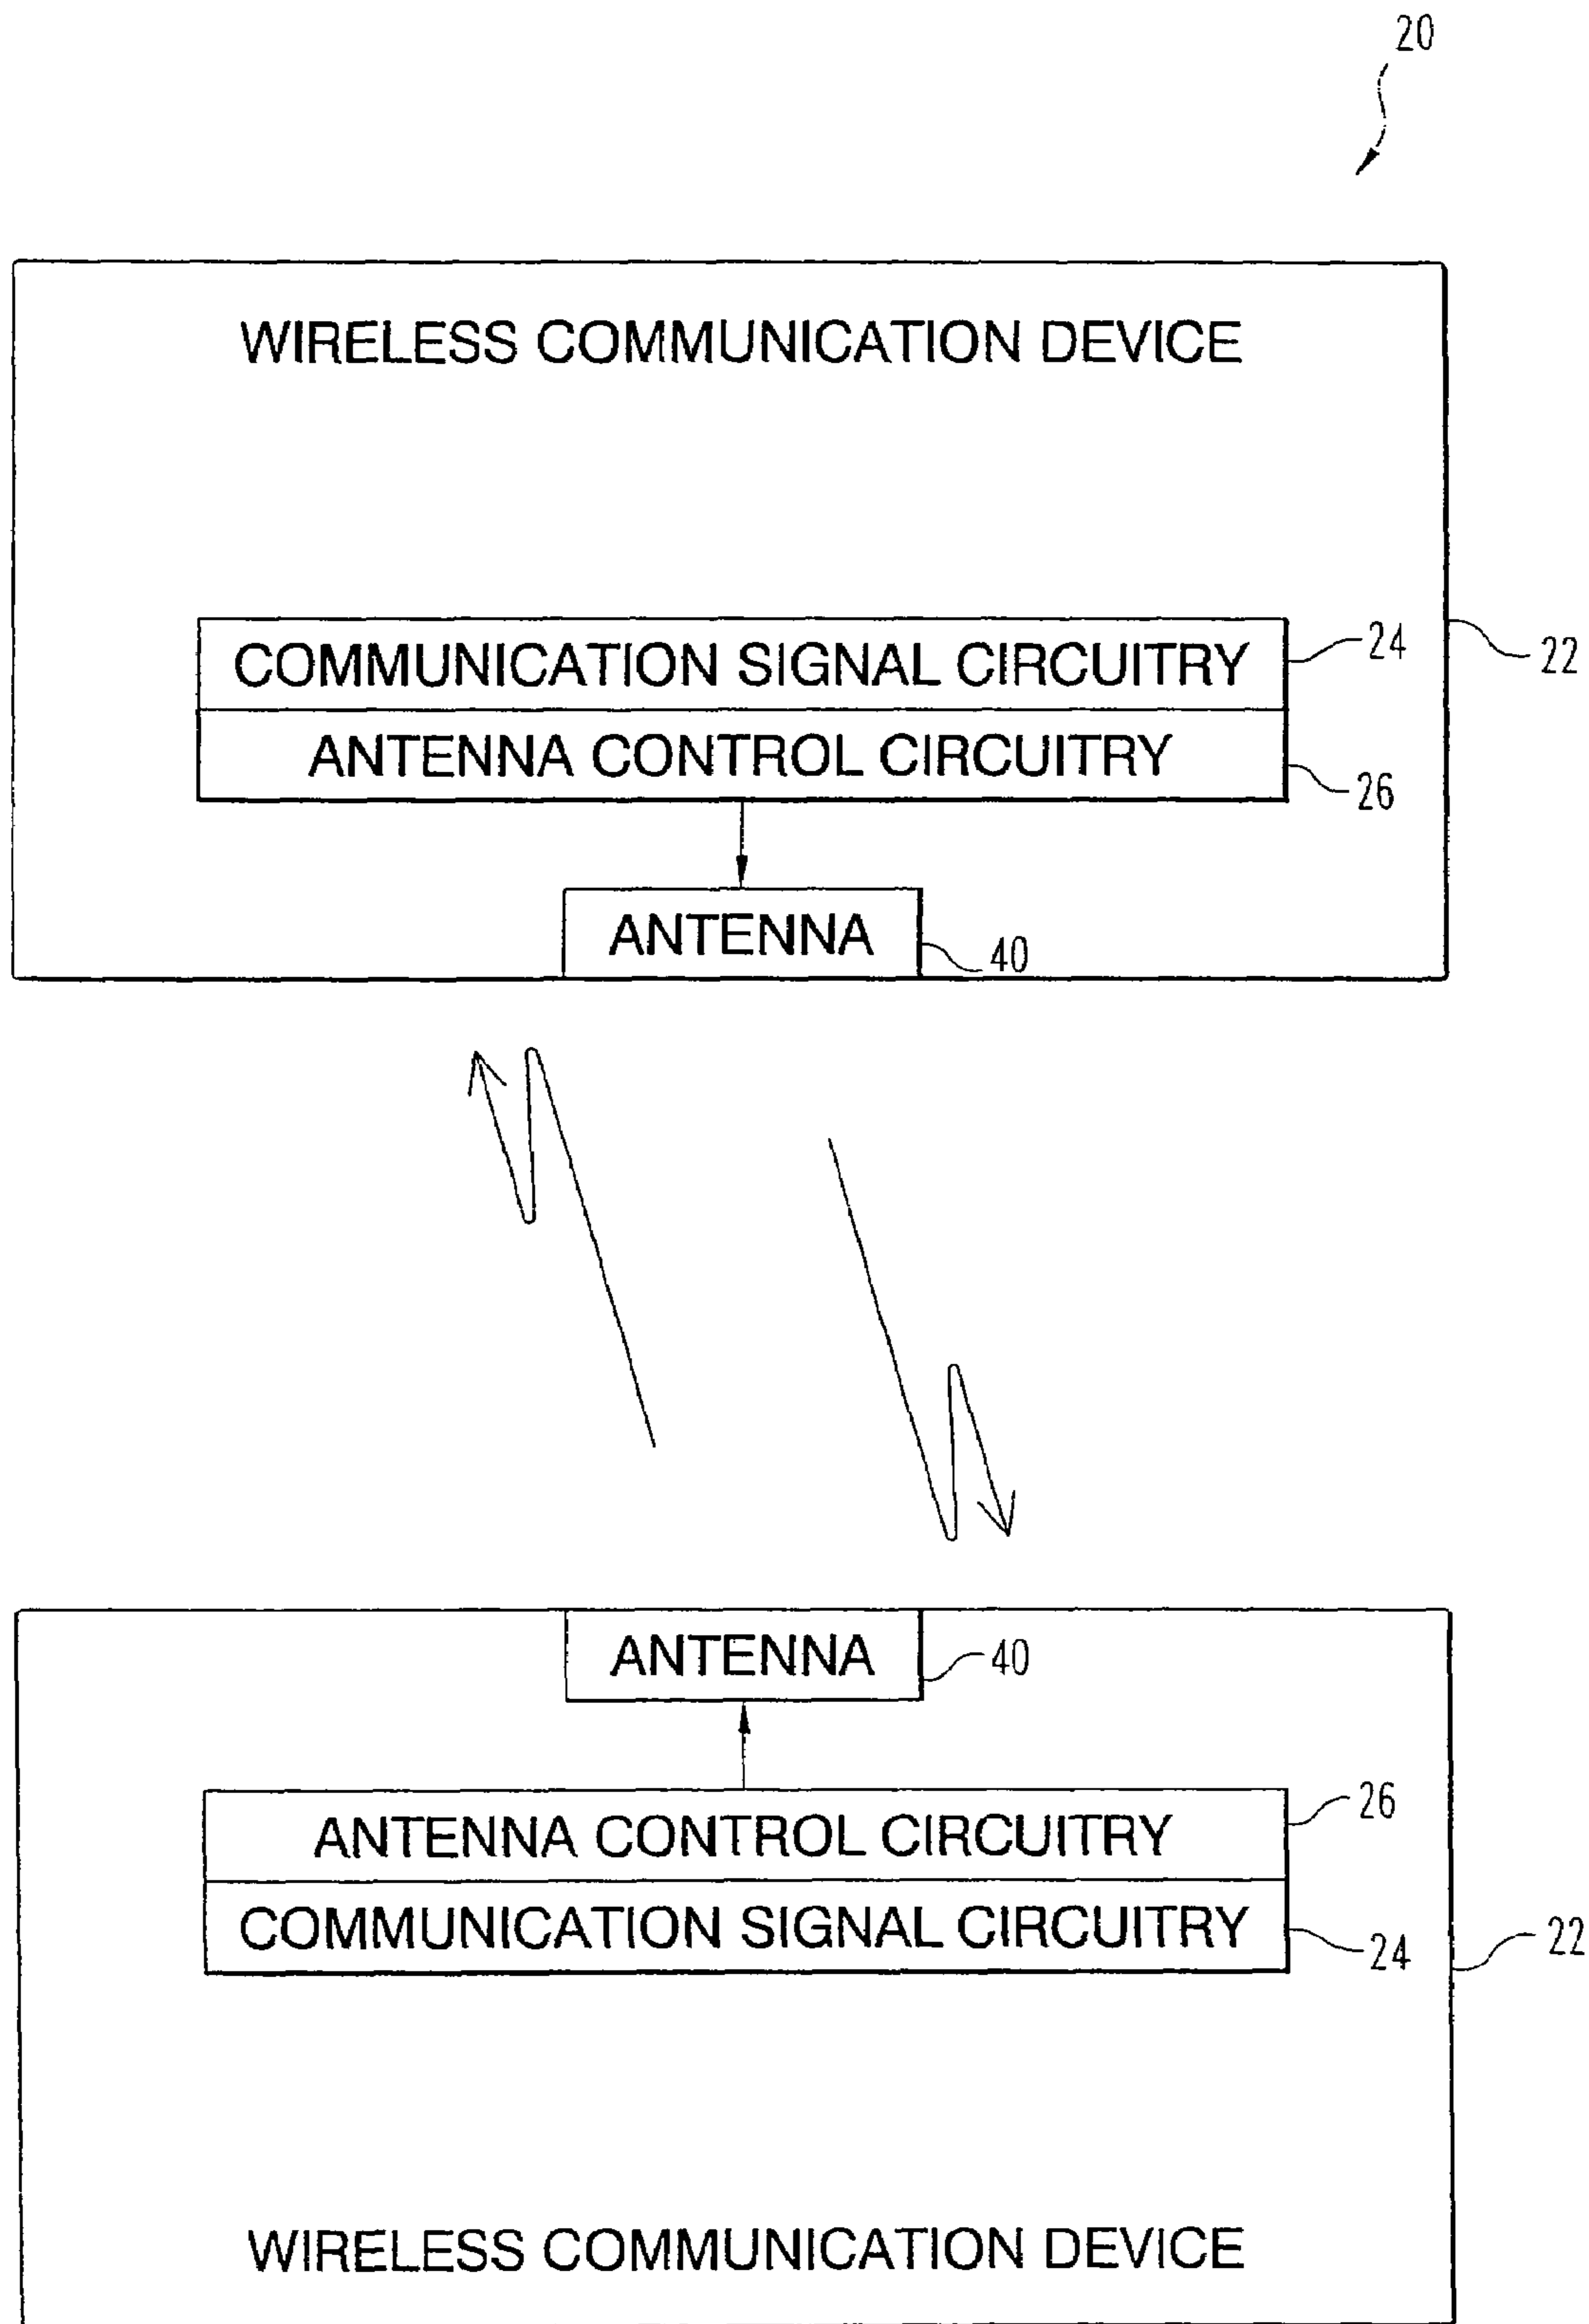 20
WIRELESS COMMUNICATION DEVICE
COMMUNICATION SIGNAL CIRCUITRY
24
22
ANTENNA CONTROL CIRCUITRY
26
ANTENNA
40
ANTENNA
40
ANTENNA CONTROL CIRCUITRY
26
COMMUNICATION SIGNAL CIRCUITRY
24
22
WIRELESS COMMUNICATION DEVICE